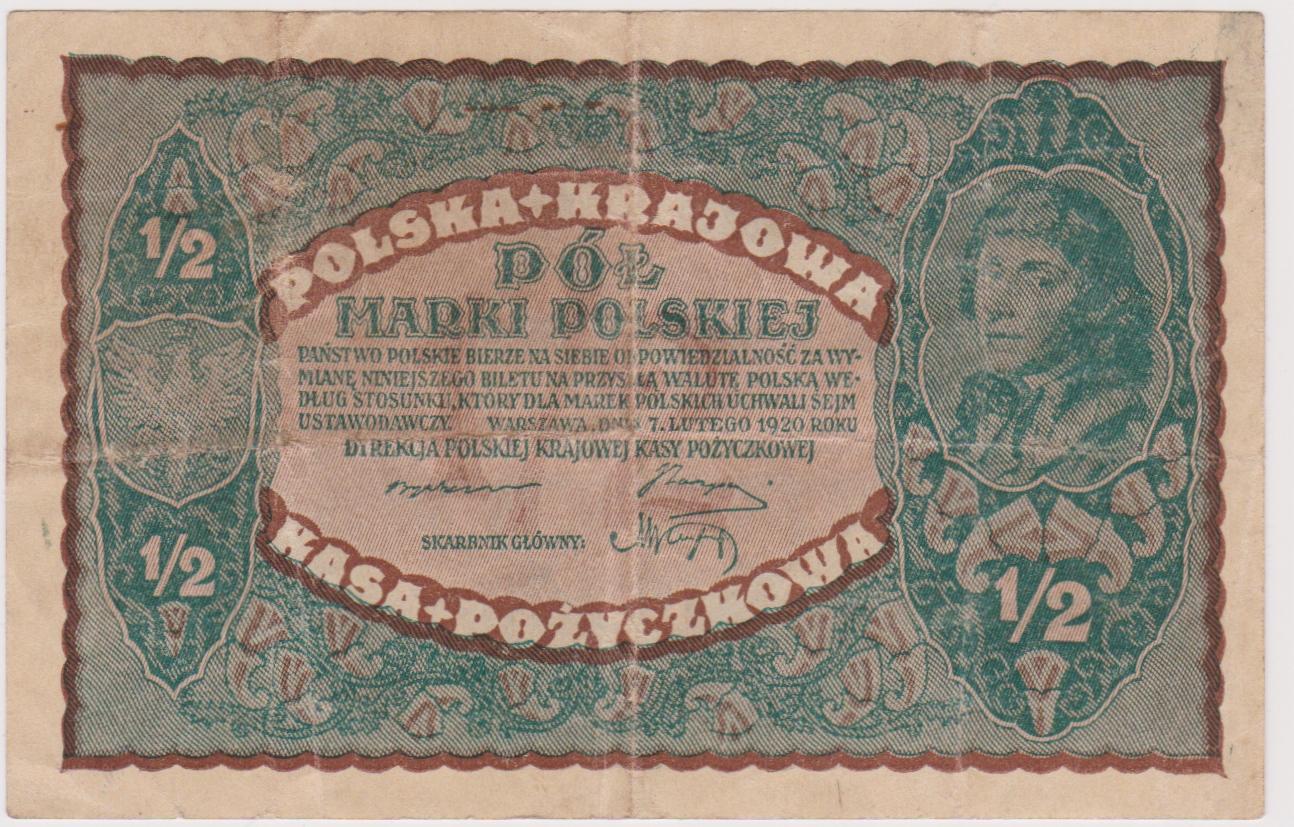 POLSKA + KRAJOWA
PÓŁ
MARKI POLSKIEJ
PAŃSTWO POLSKIE BIERZE NA SIEBIE ODPOWIEDZIALNOŚĆ ZA WY-
MIANĘ NINIEJSZEGO BILETU NA PRZYSZŁĄ WALUTĘ POLSKĄ WE-
DŁUG STOSUNKU, KTÓRY DLA MAREK POLSKICH UCHWALI SEJM
USTAWODAWCZY. WARSZAWA, DNIA 7. LUTEGO 1920 ROKU
DYREKCJA POLSKIEJ KRAJOWEJ KASY POŻYCZKOWEJ
SKARBNIK GŁÓWNY:
KASA + POŻYCZKOWA
1/2
1/2
1/2